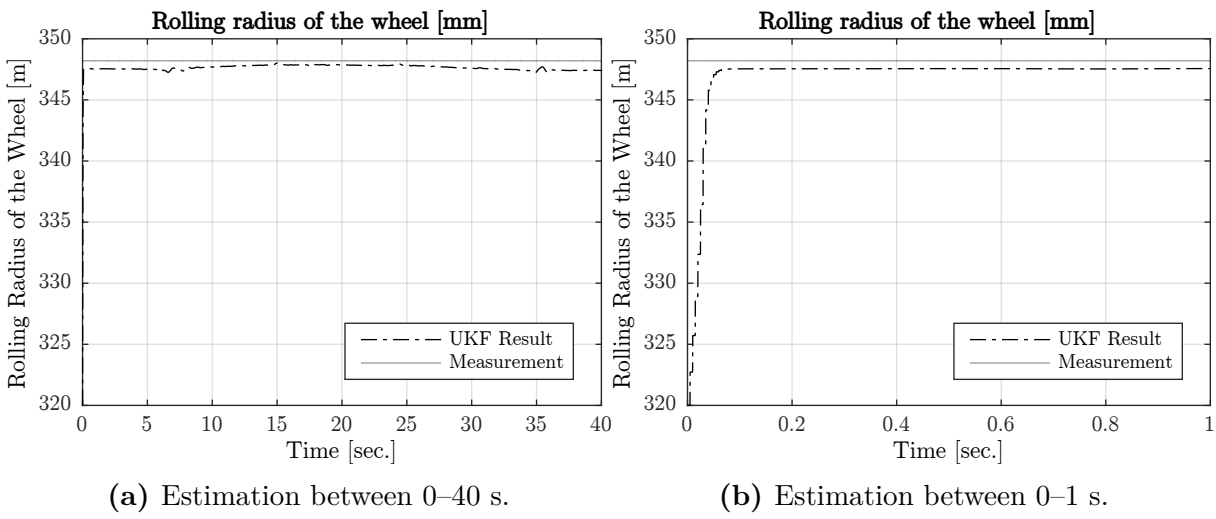 Rolling radius of the wheel [mm]
350
345
340
335
330
325
320
Rolling Radius of the Wheel [m]
UKF Result
Measurement
0 5 10 15 20 25 30 35 40
Time [sec.]
(a) Estimation between 0–40 s.
Rolling radius of the wheel [mm]
350
345
340
335
330
325
320
Rolling Radius of the Wheel [m]
UKF Result
Measurement
0 0.2 0.4 0.6 0.8 1
Time [sec.]
(b) Estimation between 0–1 s.